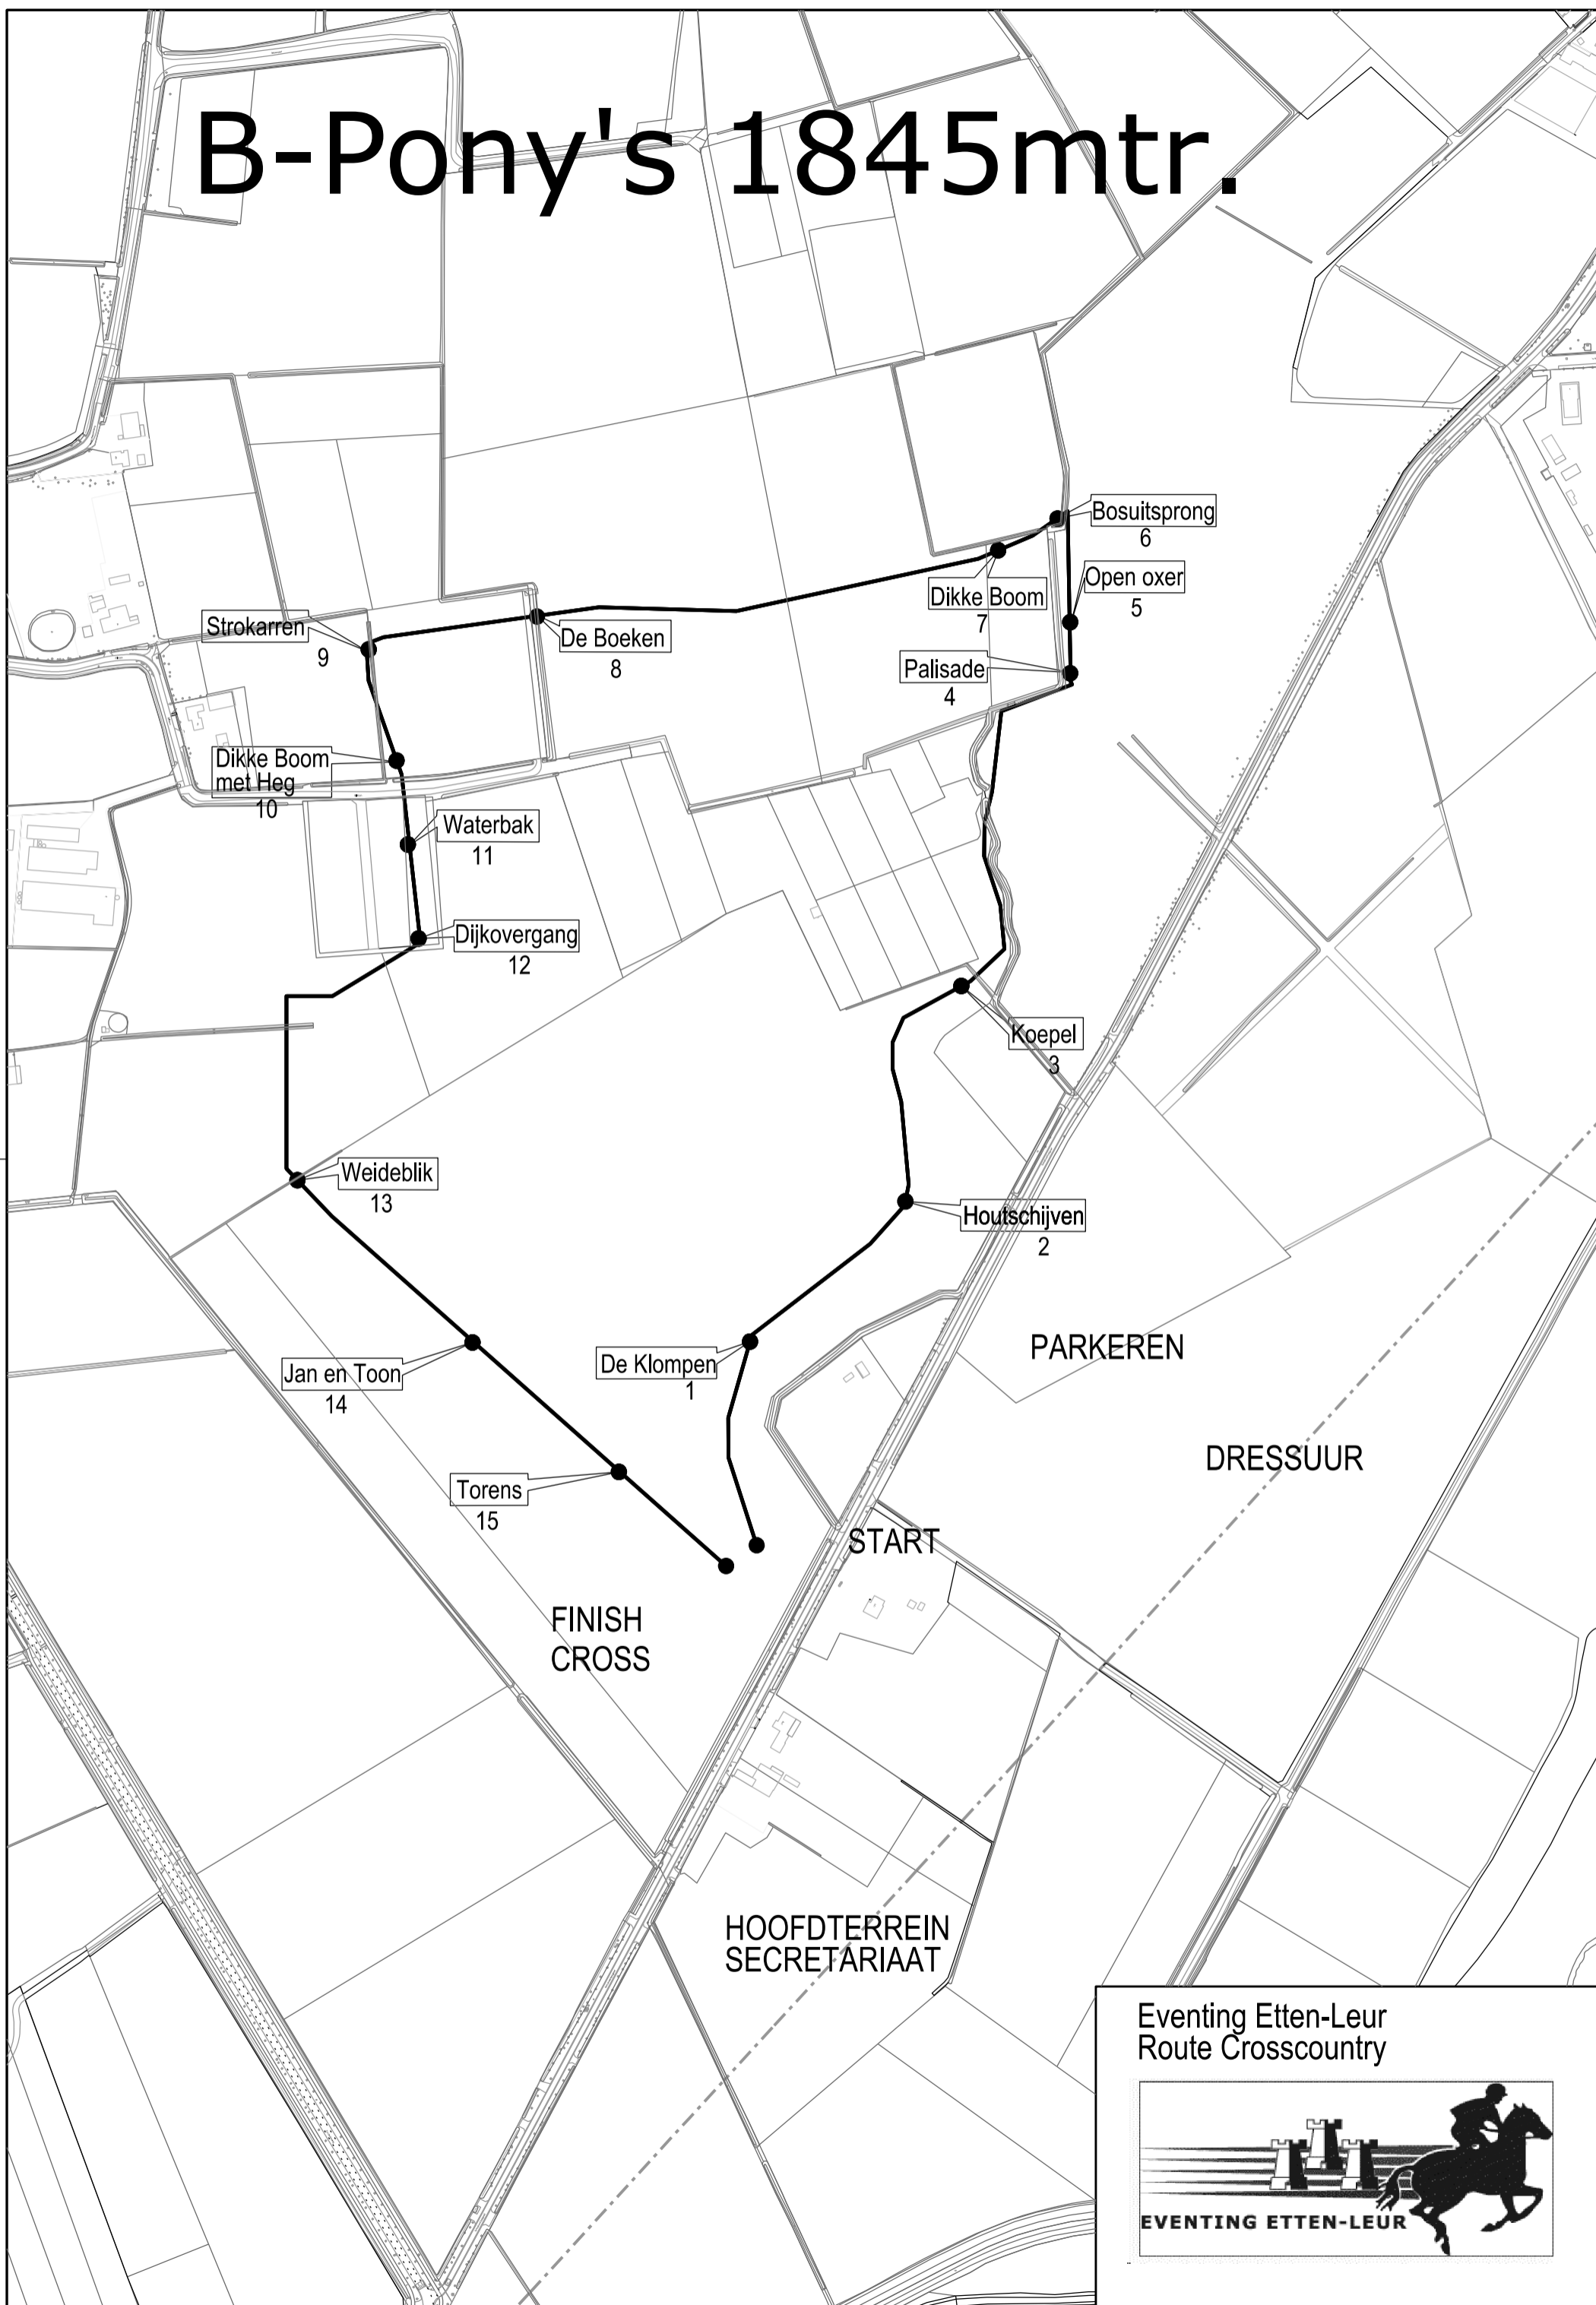 B-Pony's 1845mtr.
Bosuitsprong
6
Open oxer
5
Dikke Boom
7
Palisade
4
De Boeken
8
Strokarren
9
Dikke Boom
met Heg
10
Waterbak
11
Dijkovergang
12
Koepel
3
Weideblik
13
Houtschijven
2
De Klompen
1
Jan en Toon
14
Torens
15
PARKEREN
DRESSUUR
START
FINISH
CROSS
HOOFDTERREIN
SECRETARIAAT
Eventing Etten-Leur
Route Crosscountry
EVENTING ETTEN-LEUR